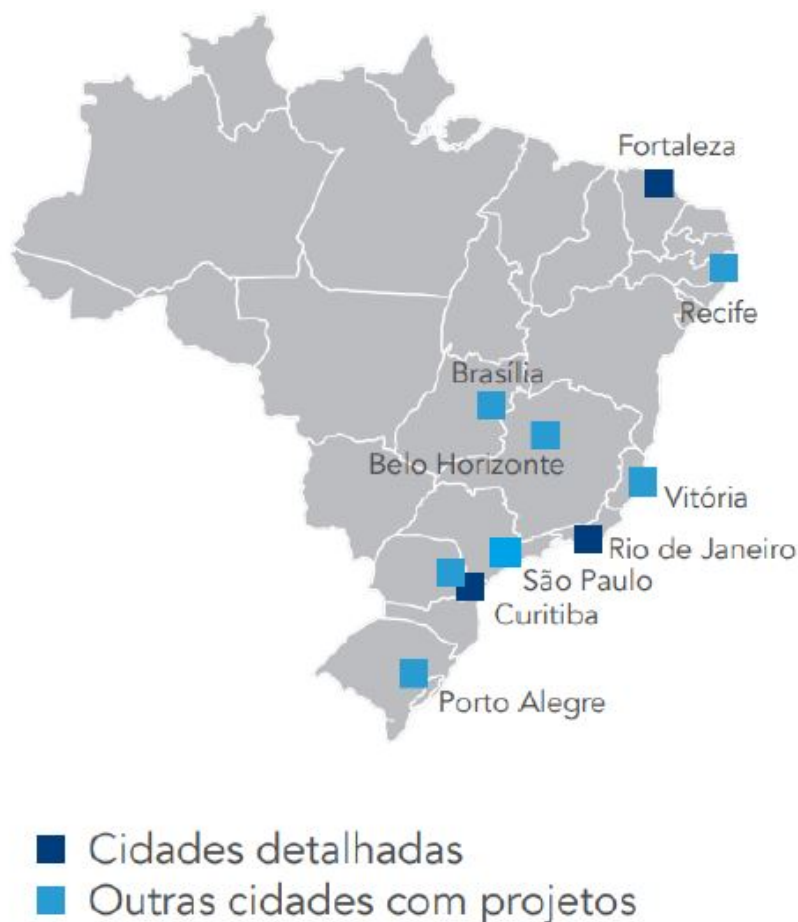 Fortaleza
Recife
Brasília
Belo Horizonte
Vitória
Rio de Janeiro
São Paulo
Curitiba
Porto Alegre
Cidades detalhadas
Outras cidades com projetos